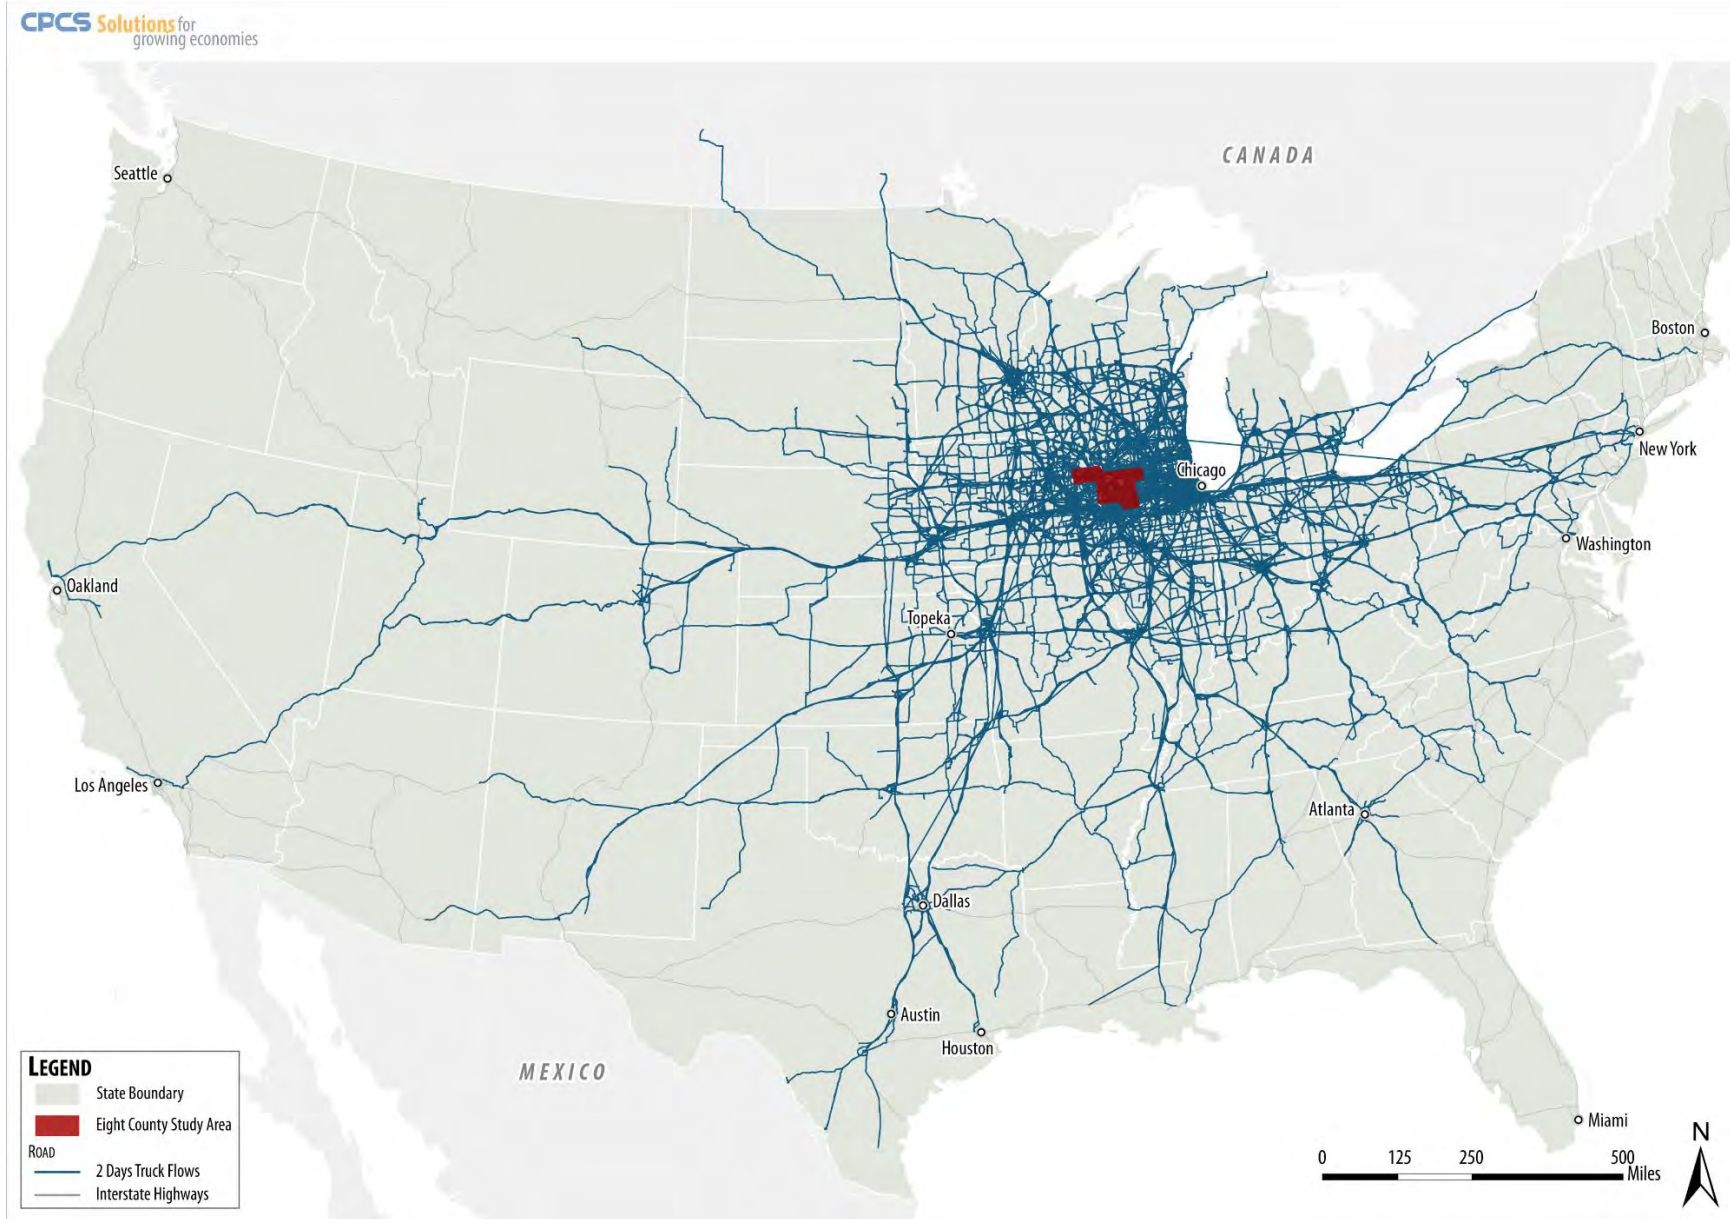 CPCS Solutions for
growing economies
CANADA
Seattle
Boston
New York
Chicago
Washington
Oakland
Topeka
Los Angeles
Atlanta
Dallas
Austin
Houston
MEXICO
Miami
LEGEND
State Boundary
Eight County Study Area
ROAD
2 Days Truck Flows
Interstate Highways
N
0 125 250 500
Miles